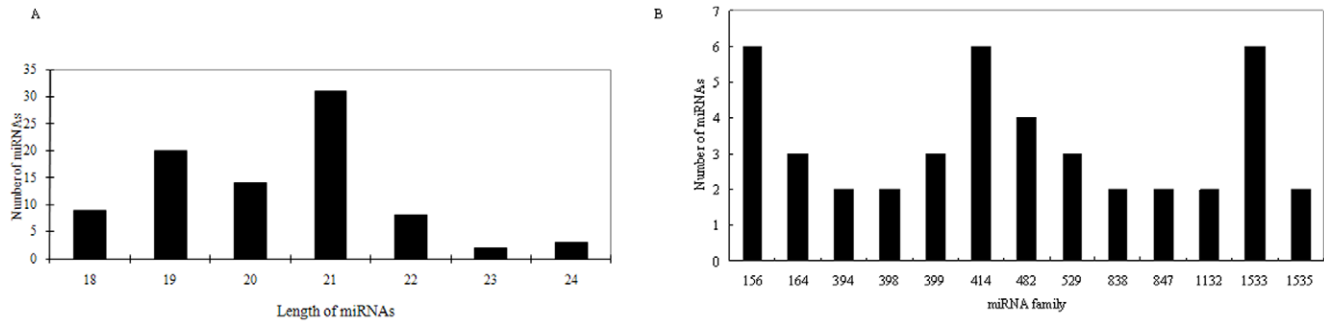 A
35
30
25
20
15
10
5
0
Number of miRNAs
18 19 20 21 22 23 24
Length of miRNAs
B
7
6
5
4
3
2
1
0
Number of miRNAs
156 164 394 398 399 414 482 529 838 847 1132 1533 1535
miRNA family